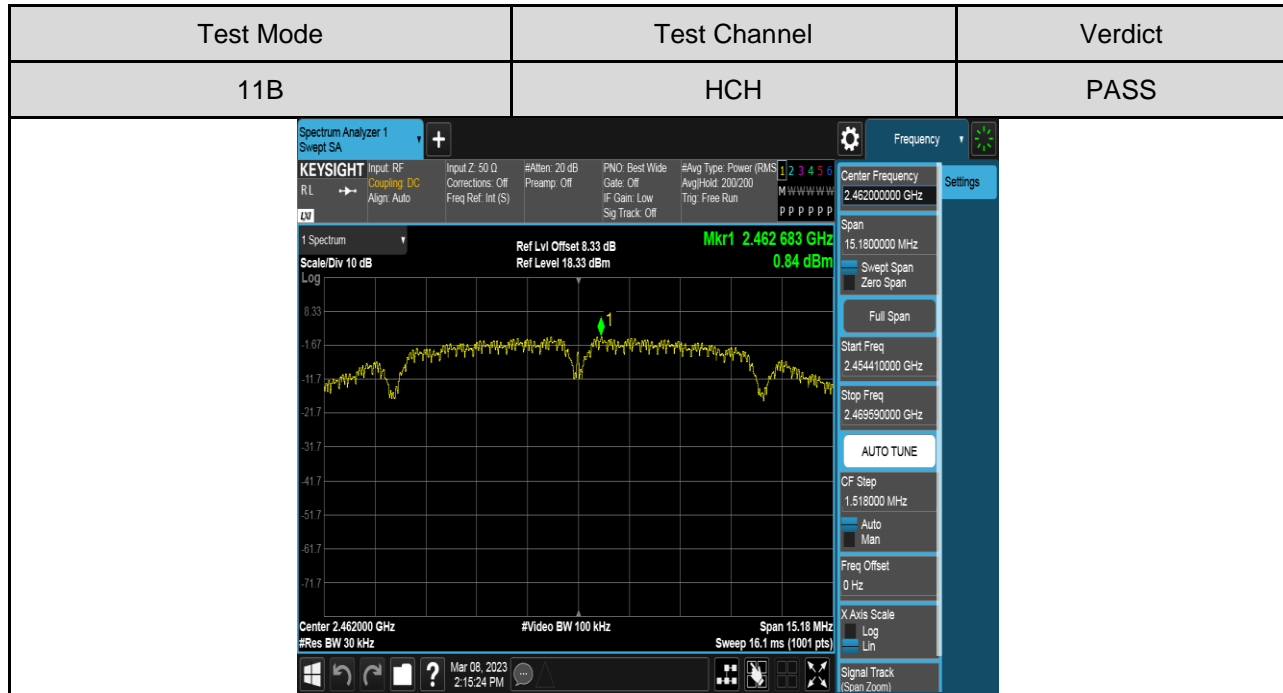 Test Mode Test Channel Verdict
11B HCH PASS
Spectrum Analyzer 1
Swept SA
+
Frequency
KEYSIGHT Input: RF Input Z: 50 Ω #Atten: 20 dB PNO: Best Wide #Avg Type: Power (RMS 1 2 3 4 5 6
RL Coupling: DC Corrections: Off Preamp: Off Gate: Off Avg|Hold: 200/200 M W W W W W
Align: Auto Freq Ref: Int (S) IF Gain: Low Trig: Free Run
LXI Sig Track: Off P P P P P P
Center Frequency
2.462000000 GHz
Settings
1 Spectrum Ref Lvl Offset 8.33 dB Mkr1 2.462 683 GHz
Scale/Div 10 dB Ref Level 18.33 dBm 0.84 dBm
Log
8.33
-1.67
-11.7
-21.7
-31.7
-41.7
-51.7
-61.7
-71.7
1
Center 2.462000 GHz #Video BW 100 kHz Span 15.18 MHz
#Res BW 30 kHz Sweep 16.1 ms (1001 pts)
Span
15.1800000 MHz
Swept Span
Zero Span
Full Span
Start Freq
2.454410000 GHz
Stop Freq
2.469590000 GHz
AUTO TUNE
CF Step
1.518000 MHz
Auto
Man
Freq Offset
0 Hz
X Axis Scale
Log
Lin
Signal Track
(Span Zoom)
? Mar 08, 2023
2:15:24 PM